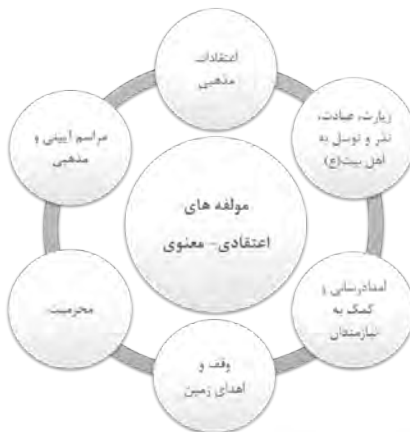 اعتقادات
مذهبی
زیارت، عبادت،
نذر و توسل به
اهل بیت(ع)
امدادرسانی و
کمک به
نیازمندان
وقف و
اهدای زمین
محرمیت
مراسم آیینی و
مذهبی
مولفه های
اعتقادی- معنوی